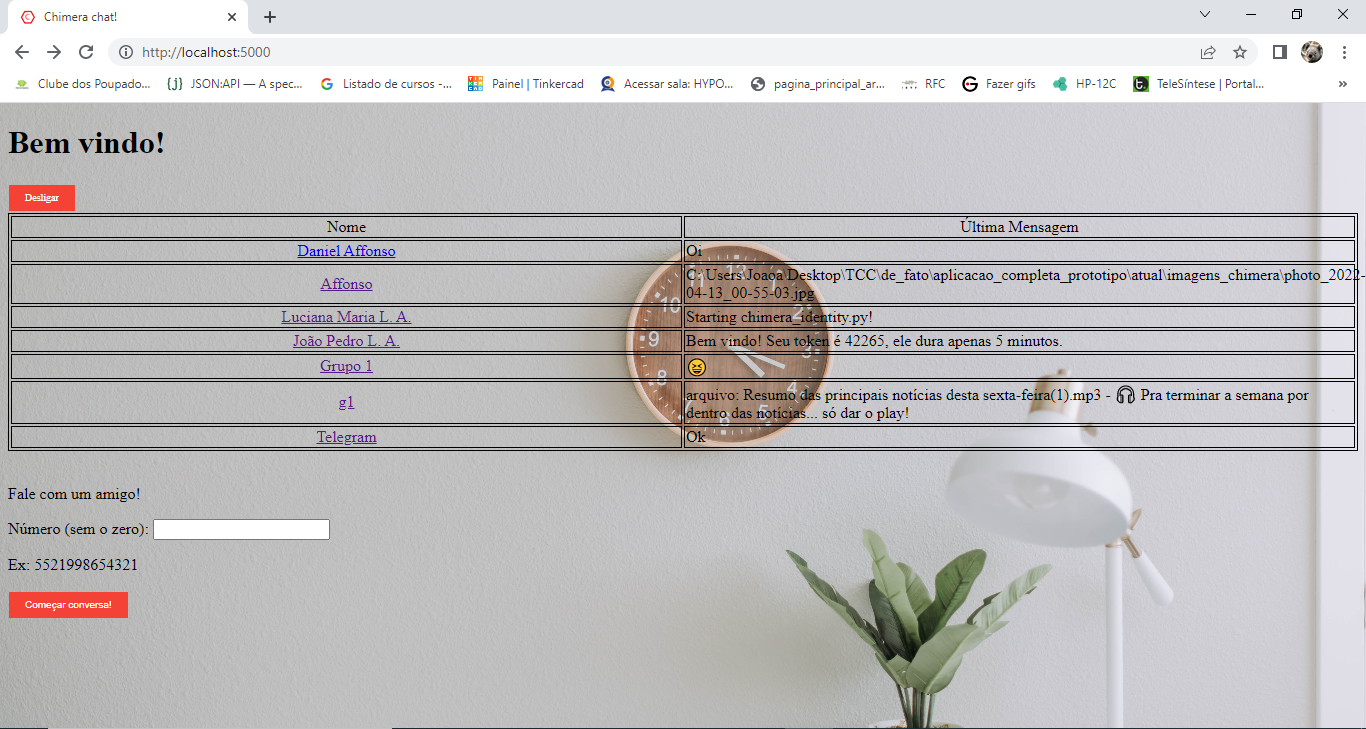 Chimera chat!
http://localhost:5000
Clube dos Poupado... {j} JSON:API — A spec... Listado de cursos -... Painel | Tinkercad Acessar sala: HYPO... pagina_principal_ar... RFC Fazer gifs HP-12C TeleSíntese | Portal... »
Bem vindo!
Desligar
Nome Última Mensagem
Daniel Affonso Oi
Affonso C:\Users\Joaoa\Desktop\TCC\de_fato\aplicacao_completa_prototipo\atual\imagens_chimera\photo_2022-
04-13_00-55-03.jpg
Luciana Maria L. A. Starting chimera_identity.py!
João Pedro L. A. Bem vindo! Seu token é 42265, ele dura apenas 5 minutos.
Grupo 1 😆
g1 arquivo: Resumo das principais notícias desta sexta-feira(1).mp3 - 🎧 Pra terminar a semana por
dentro das notícias... só dar o play!
Telegram Ok
Fale com um amigo!
Número (sem o zero):
Ex: 5521998654321
Começar conversa!